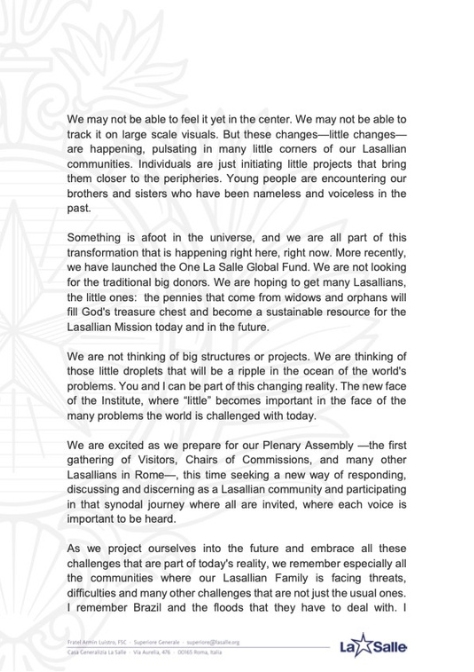 We may not be able to feel it yet in the center. We may not be able to
track it on large scale visuals. But these changes—little changes—
are happening, pulsating in many little corners of our Lasallian
communities. Individuals are just initiating little projects that bring
them closer to the peripheries. Young people are encountering our
brothers and sisters who have been nameless and voiceless in the
past.
Something is afoot in the universe, and we are all part of this
transformation that is happening right here, right now. More recently,
we have launched the One La Salle Global Fund. We are not looking
for the traditional big donors. We are hoping to get many Lasallians,
the little ones: the pennies that come from widows and orphans will
fill God's treasure chest and become a sustainable resource for the
Lasallian Mission today and in the future.
We are not thinking of big structures or projects. We are thinking of
those little droplets that will be a ripple in the ocean of the world's
problems. You and I can be part of this changing reality. The new face
of the Institute, where “little” becomes important in the face of the
many problems the world is challenged with today.
We are excited as we prepare for our Plenary Assembly —the first
gathering of Visitors, Chairs of Commissions, and many other
Lasallians in Rome—, this time seeking a new way of responding,
discussing and discerning as a Lasallian community and participating
in that synodal journey where all are invited, where each voice is
important to be heard.
As we project ourselves into the future and embrace all these
challenges that are part of today's reality, we remember especially all
the communities where our Lasallian Family is facing threats,
difficulties and many other challenges that are not just the usual ones.
I remember Brazil and the floods that they have to deal with. I
Fratel Armin Luistro, FSC · Superiore Generale · superiore@lasalle.org
Casa Generalizia La Salle · Via Aurelia, 476 · 00165 Roma, Italia
La Salle